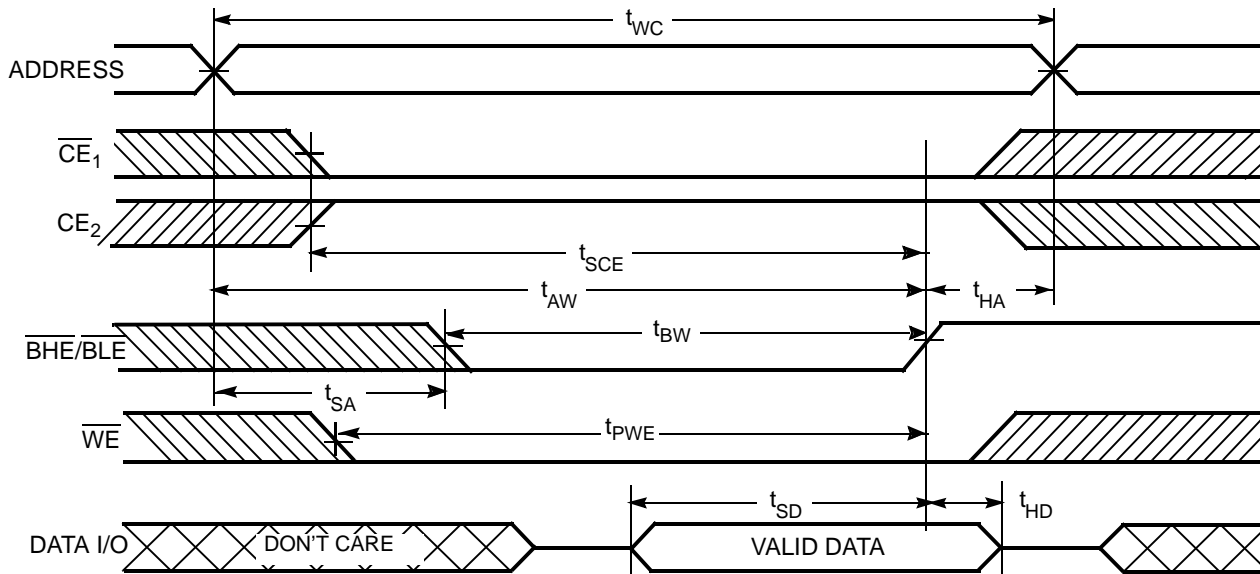 tWC
ADDRESS
CE1
CE2
tSCE
tAW
tHA
BHE/BLE
tBW
tSA
WE
tPWE
tSD
tHD
DATA I/O
DON'T CARE
VALID DATA